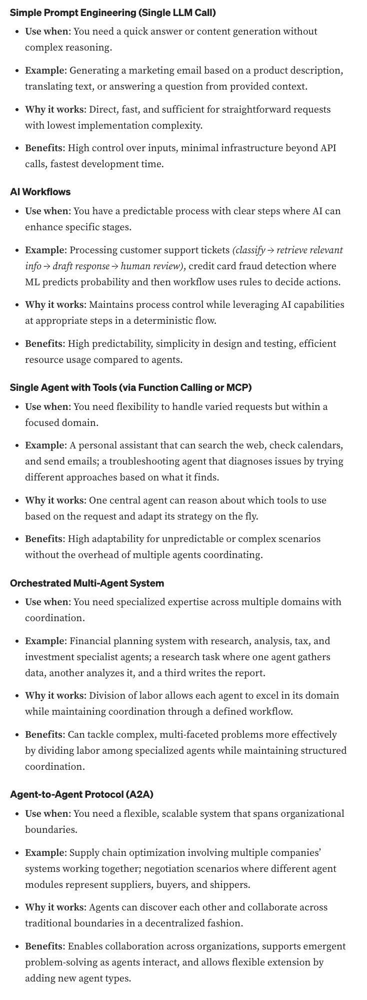 Simple Prompt Engineering (Single LLM Call)
• Use when: You need a quick answer or content generation without
complex reasoning.
• Example: Generating a marketing email based on a product description,
translating text, or answering a question from provided context.
• Why it works: Direct, fast, and sufficient for straightforward requests
with lowest implementation complexity.
• Benefits: High control over inputs, minimal infrastructure beyond API
calls, fastest development time.
AI Workflows
• Use when: You have a predictable process with clear steps where AI can
enhance specific stages.
• Example: Processing customer support tickets (classify → retrieve relevant
info → draft response → human review), credit card fraud detection where
ML predicts probability and then workflow uses rules to decide actions.
• Why it works: Maintains process control while leveraging AI capabilities
at appropriate steps in a deterministic flow.
• Benefits: High predictability, simplicity in design and testing, efficient
resource usage compared to agents.
Single Agent with Tools (via Function Calling or MCP)
• Use when: You need flexibility to handle varied requests but within a
focused domain.
• Example: A personal assistant that can search the web, check calendars,
and send emails; a troubleshooting agent that diagnoses issues by trying
different approaches based on what it finds.
• Why it works: One central agent can reason about which tools to use
based on the request and adapt its strategy on the fly.
• Benefits: High adaptability for unpredictable or complex scenarios
without the overhead of multiple agents coordinating.
Orchestrated Multi-Agent System
• Use when: You need specialized expertise across multiple domains with
coordination.
• Example: Financial planning system with research, analysis, tax, and
investment specialist agents; a research task where one agent gathers
data, another analyzes it, and a third writes the report.
• Why it works: Division of labor allows each agent to excel in its domain
while maintaining coordination through a defined workflow.
• Benefits: Can tackle complex, multi-faceted problems more effectively
by dividing labor among specialized agents while maintaining structured
coordination.
Agent-to-Agent Protocol (A2A)
• Use when: You need a flexible, scalable system that spans organizational
boundaries.
• Example: Supply chain optimization involving multiple companies’
systems working together; negotiation scenarios where different agent
modules represent suppliers, buyers, and shippers.
• Why it works: Agents can discover each other and collaborate across
traditional boundaries in a decentralized fashion.
• Benefits: Enables collaboration across organizations, supports emergent
problem-solving as agents interact, and allows flexible extension by
adding new agent types.